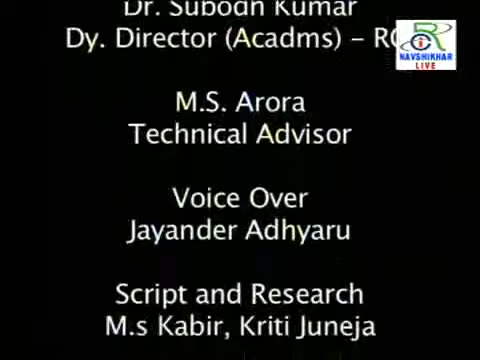 Dr. Subodh Kumar
Dy. Director (Acadms) - RC
M.S. Arora
Technical Advisor
Voice Over
Jayander Adhyaru
Script and Research
M.s Kabir, Kriti Juneja
R
NAVSHIKHAR
LIVE